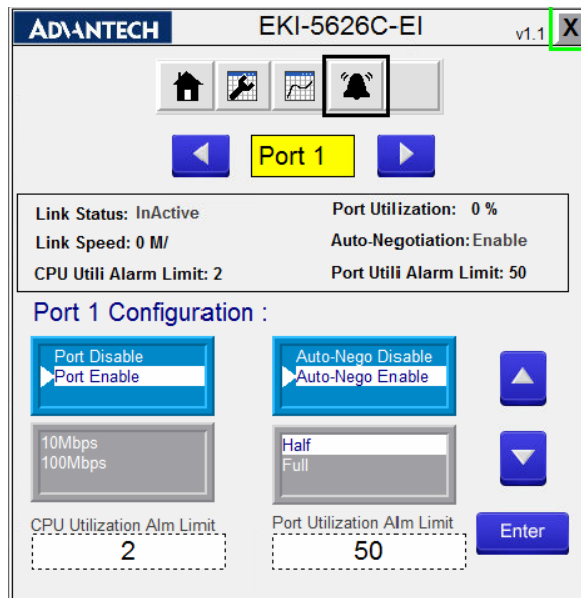 ADVANTECH EKI-5626C-EI v1.1 X
Port 1
Link Status: InActive Port Utilization: 0 %
Link Speed: 0 M/ Auto-Negotiation: Enable
CPU Utili Alarm Limit: 2 Port Utili Alarm Limit: 50
Port 1 Configuration :
Port Disable
Port Enable
Auto-Nego Disable
Auto-Nego Enable
10Mbps
100Mbps
Half
Full
CPU Utilization Alm Limit
2
Port Utilization Alm Limit
50
Enter